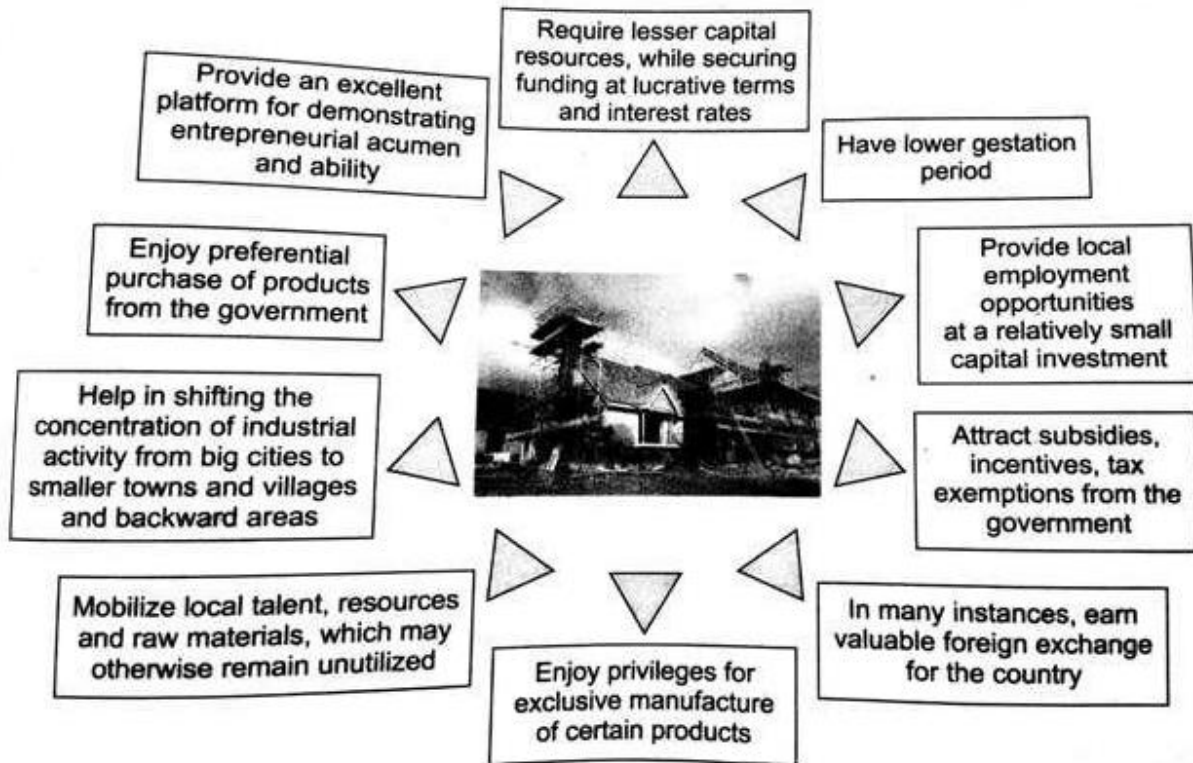 Require lesser capital
resources, while securing
funding at lucrative terms
and interest rates
Provide an excellent
platform for demonstrating
entrepreneurial acumen
and ability
Have lower gestation
period
Enjoy preferential
purchase of products
from the government
Provide local
employment
opportunities
at a relatively small
capital investment
Help in shifting the
concentration of industrial
activity from big cities to
smaller towns and villages
and backward areas
Attract subsidies,
incentives, tax
exemptions from the
government
Mobilize local talent, resources
and raw materials, which may
otherwise remain unutilized
In many instances, earn
valuable foreign exchange
for the country
Enjoy privileges for
exclusive manufacture
of certain products